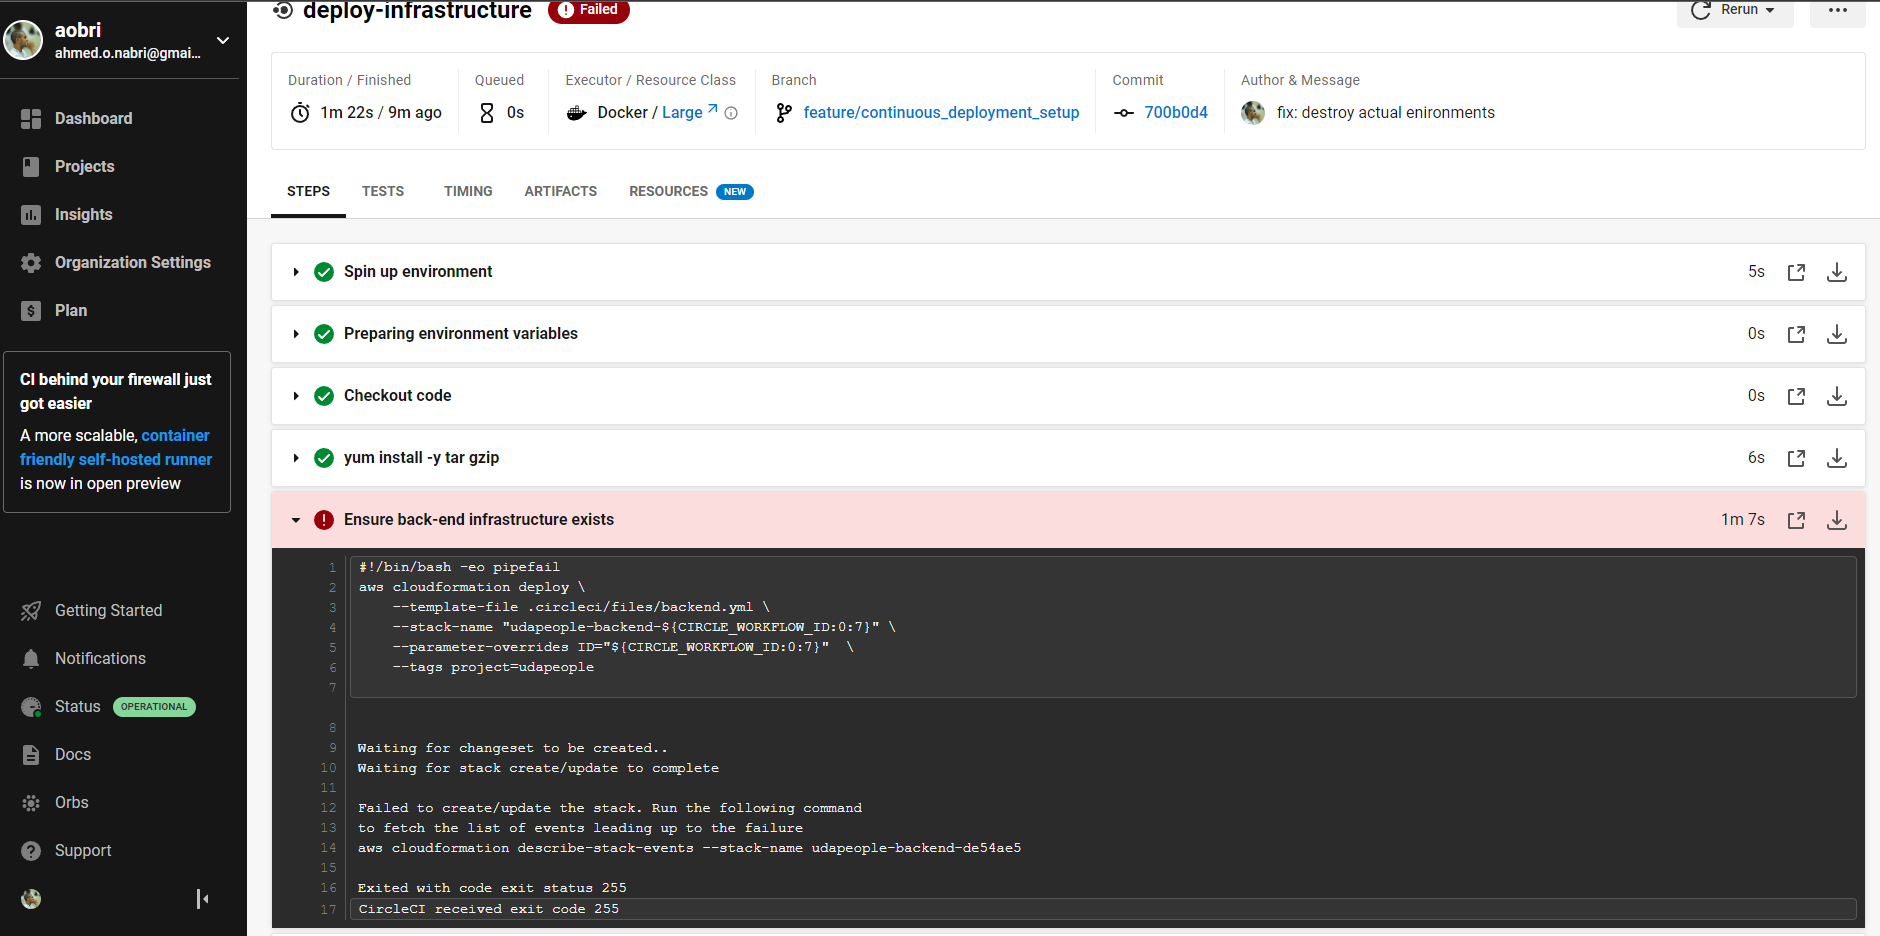 aobri
ahmed.o.nabri@gmai...
Dashboard
Projects
Insights
Organization Settings
Plan
CI behind your firewall just
got easier
A more scalable, container
friendly self-hosted runner
is now in open preview
Getting Started
Notifications
Status OPERATIONAL
Docs
Orbs
Support
deploy-infrastructure Failed
Rerun
Duration / Finished
1m 22s / 9m ago
Queued
0s
Executor / Resource Class
Docker / Large
Branch
feature/continuous_deployment_setup
Commit
700b0d4
Author & Message
fix: destroy actual enironments
STEPS TESTS TIMING ARTIFACTS RESOURCES NEW
Spin up environment 5s
Preparing environment variables 0s
Checkout code 0s
yum install -y tar gzip 6s
Ensure back-end infrastructure exists 1m 7s
1 #!/bin/bash -eo pipefail
2 aws cloudformation deploy \
3 --template-file .circleci/files/backend.yml \
4 --stack-name "udapeople-backend-${CIRCLE_WORKFLOW_ID:0:7}" \
5 --parameter-overrides ID="${CIRCLE_WORKFLOW_ID:0:7}" \
6 --tags project=udapeople
7
8
9 Waiting for changeset to be created..
10 Waiting for stack create/update to complete
11
12 Failed to create/update the stack. Run the following command
13 to fetch the list of events leading up to the failure
14 aws cloudformation describe-stack-events --stack-name udapeople-backend-de54ae5
15
16 Exited with code exit status 255
17 CircleCI received exit code 255